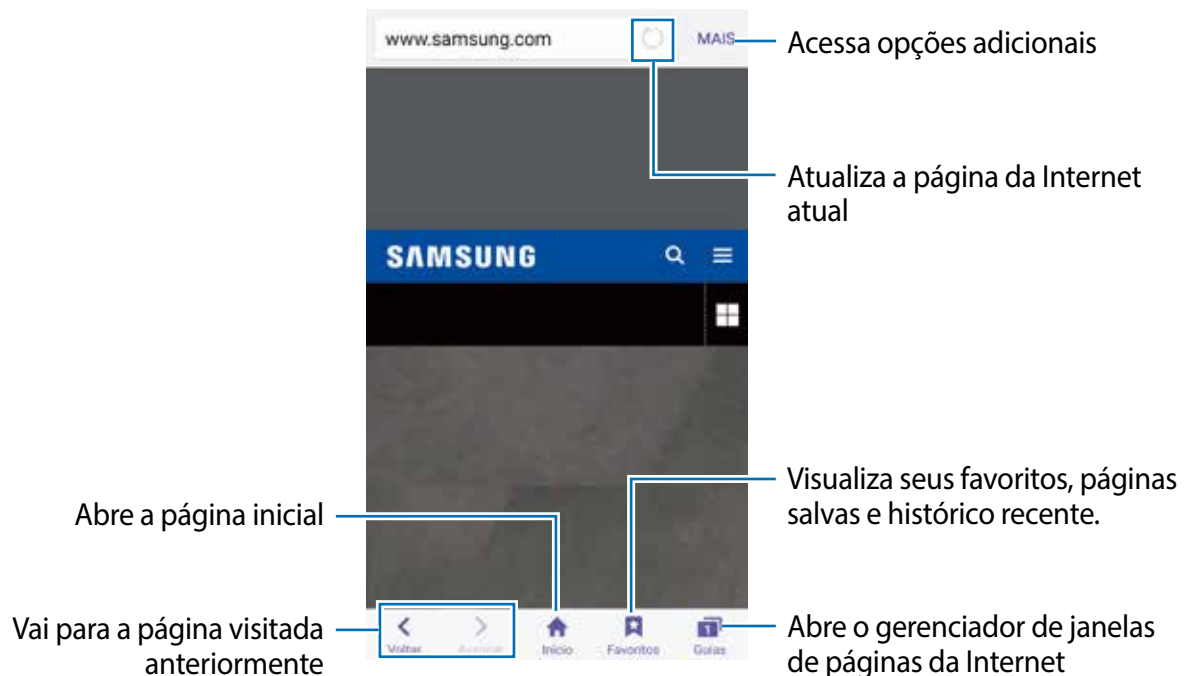 www.samsung.com
MAIS
Acessa opções adicionais
Atualiza a página da Internet
atual
SAMSUNG
Visualiza seus favoritos, páginas
salvas e histórico recente.
Abre a página inicial
Vai para a página visitada
anteriormente
Voltar
Avançar
Início
Favoritos
1
Guias
Abre o gerenciador de janelas
de páginas da Internet